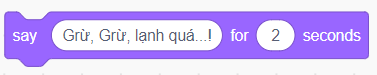 say Grừ, Grừ, lạnh quá...! for 2 seconds